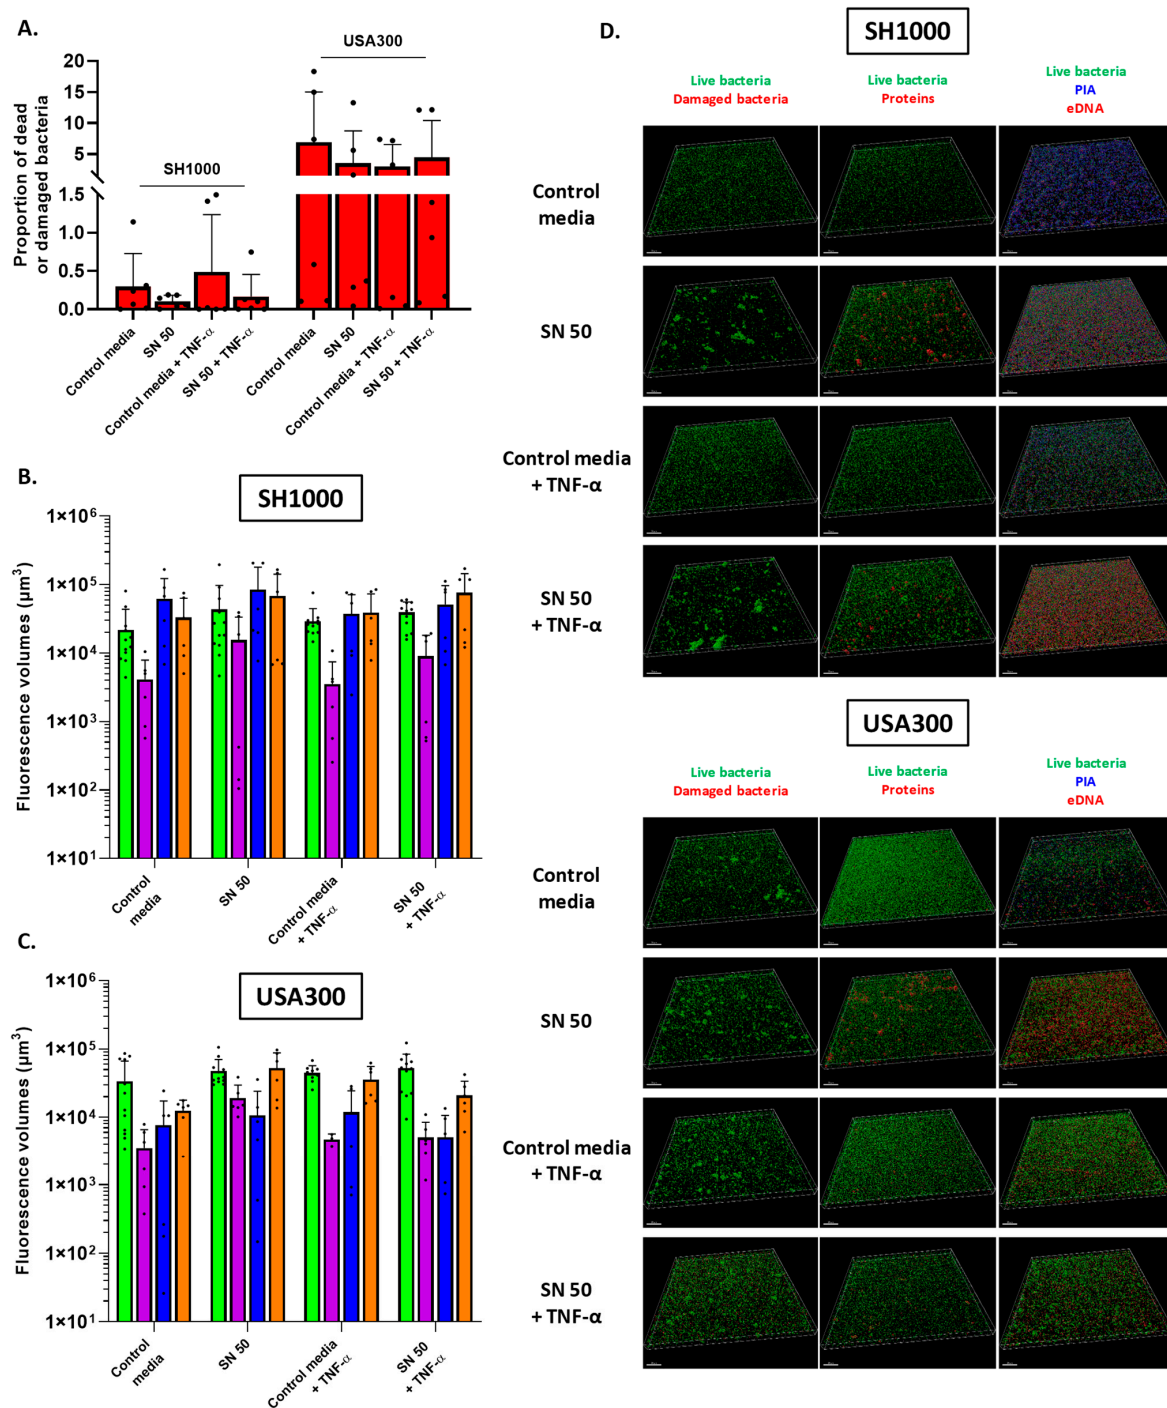 A.
USA300
SH1000
Proportion of dead
or damaged bacteria
20
15
10
5
1.5
1.0
0.5
0.0
Control media
SN 50
Control media + TNF-α
SN 50 + TNF-α
Control media
SN 50
Control media + TNF-α
SN 50 + TNF-α
B.
SH1000
Fluorescence volumes (µm³)
1×10⁶
1×10⁵
1×10⁴
1×10³
1×10²
1×10¹
Control
media
SN 50
Control media
+ TNF-α
SN 50
+ TNF-α
C.
USA300
Fluorescence volumes (µm³)
1×10⁶
1×10⁵
1×10⁴
1×10³
1×10²
1×10¹
Control
media
SN 50
Control media
+ TNF-α
SN 50
+ TNF-α
D.
SH1000
Live bacteria
Damaged bacteria
Live bacteria
Proteins
Live bacteria
PIA
eDNA
Control
media
SN 50
Control media
+ TNF-α
SN 50
+ TNF-α
USA300
Live bacteria
Damaged bacteria
Live bacteria
Proteins
Live bacteria
PIA
eDNA
Control
media
SN 50
Control media
+ TNF-α
SN 50
+ TNF-α